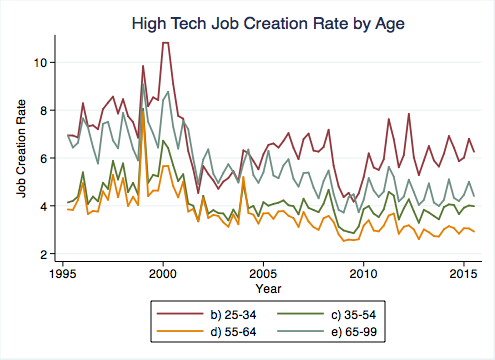 High Tech Job Creation Rate by Age
Job Creation Rate
10
8
6
4
2
1995 2000 2005 2010 2015
Year
b) 25-34 c) 35-54
d) 55-64 e) 65-99